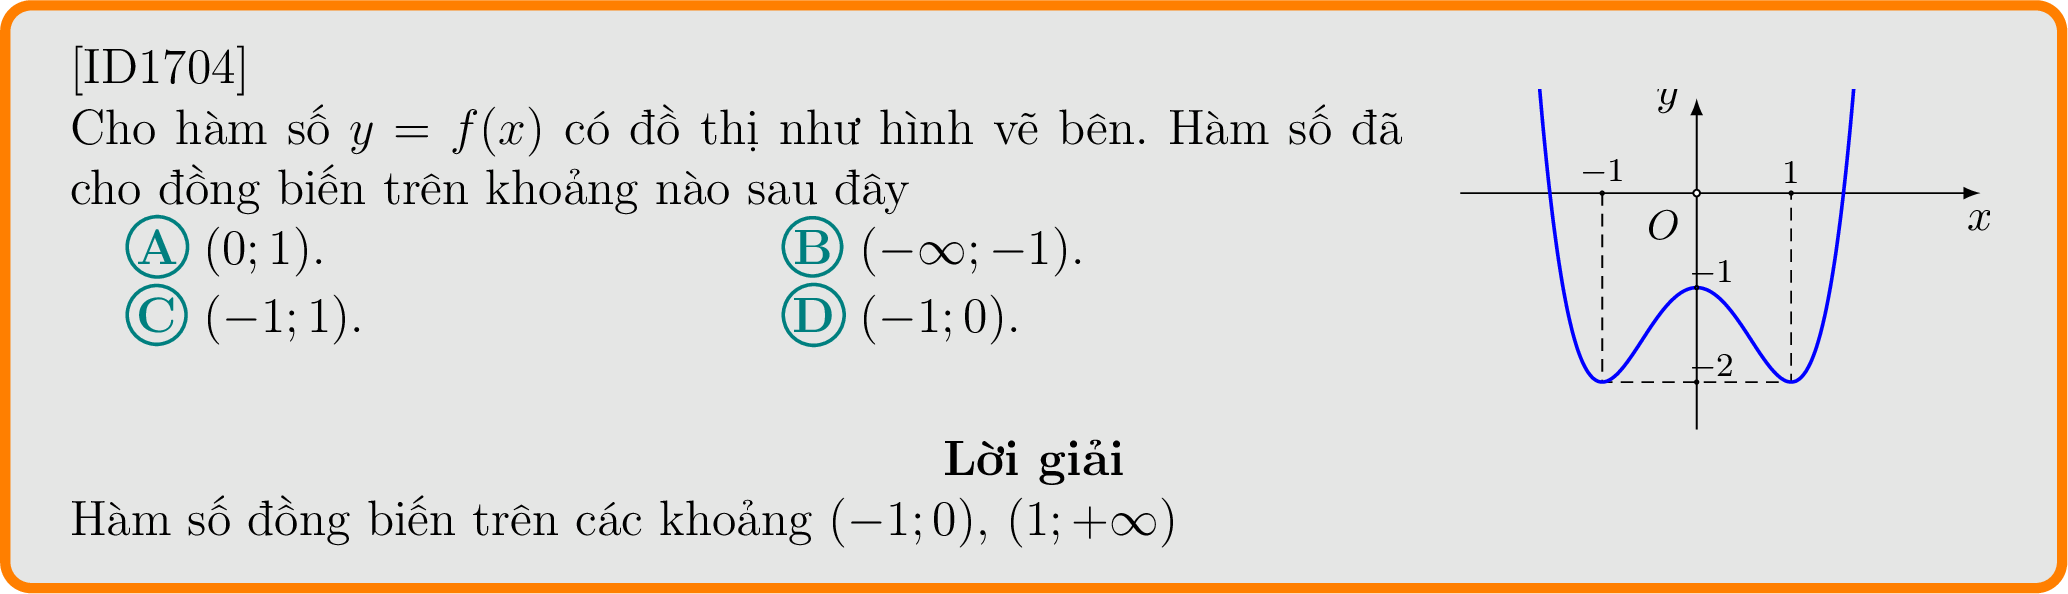 [ID1704]
Cho hàm số y = f(x) có đồ thị như hình vẽ bên. Hàm số đã
cho đồng biến trên khoảng nào sau đây
A (0; 1).
B (−∞; −1).
C (−1; 1).
D (−1; 0).
y
−1
1
O
x
−1
−2
Lời giải
Hàm số đồng biến trên các khoảng (−1; 0), (1; +∞)